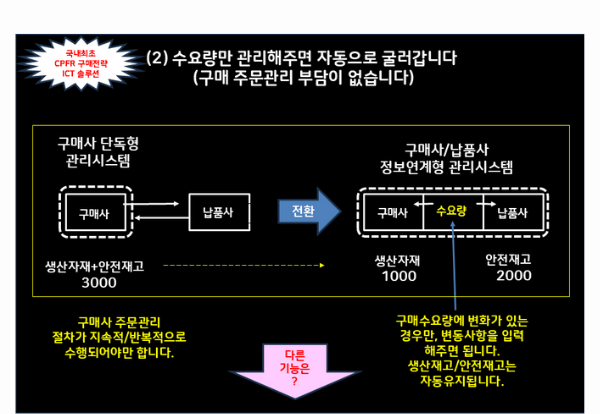 국내최초
CPFR 구매전략
ICT 솔루션
(2) 수요량만 관리해주면 자동으로 굴러갑니다
(구매 주문관리 부담이 없습니다)
구매사 단독형
관리시스템
구매사
납품사
생산자재+안전재고
3000
전환
구매사/납품사
정보연계형 관리시스템
구매사
수요량
납품사
생산자재
1000
안전재고
2000
구매사 주문관리
절차가 지속적/반복적으로
수행되어야만 합니다.
다른
기능은
?
구매수요량에 변화가 있는
경우만, 변동사항을 입력
해주면 됩니다.
생산재고/안전재고는
자동유지됩니다.